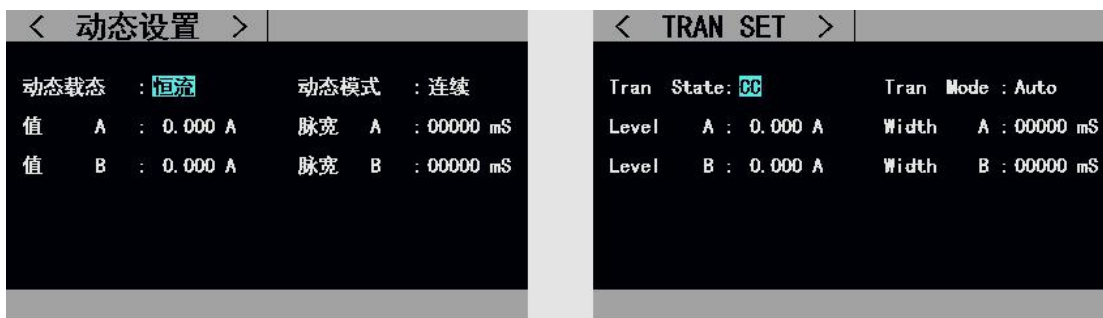 < 动态设置 >
动态载态 : 恒流 动态模式 : 连续
值 A : 0.000 A 脉宽 A : 00000 mS
值 B : 0.000 A 脉宽 B : 00000 mS
< TRAN SET >
Tran State: CC Tran Mode : Auto
Level A : 0.000 A Width A : 00000 mS
Level B : 0.000 A Width B : 00000 mS